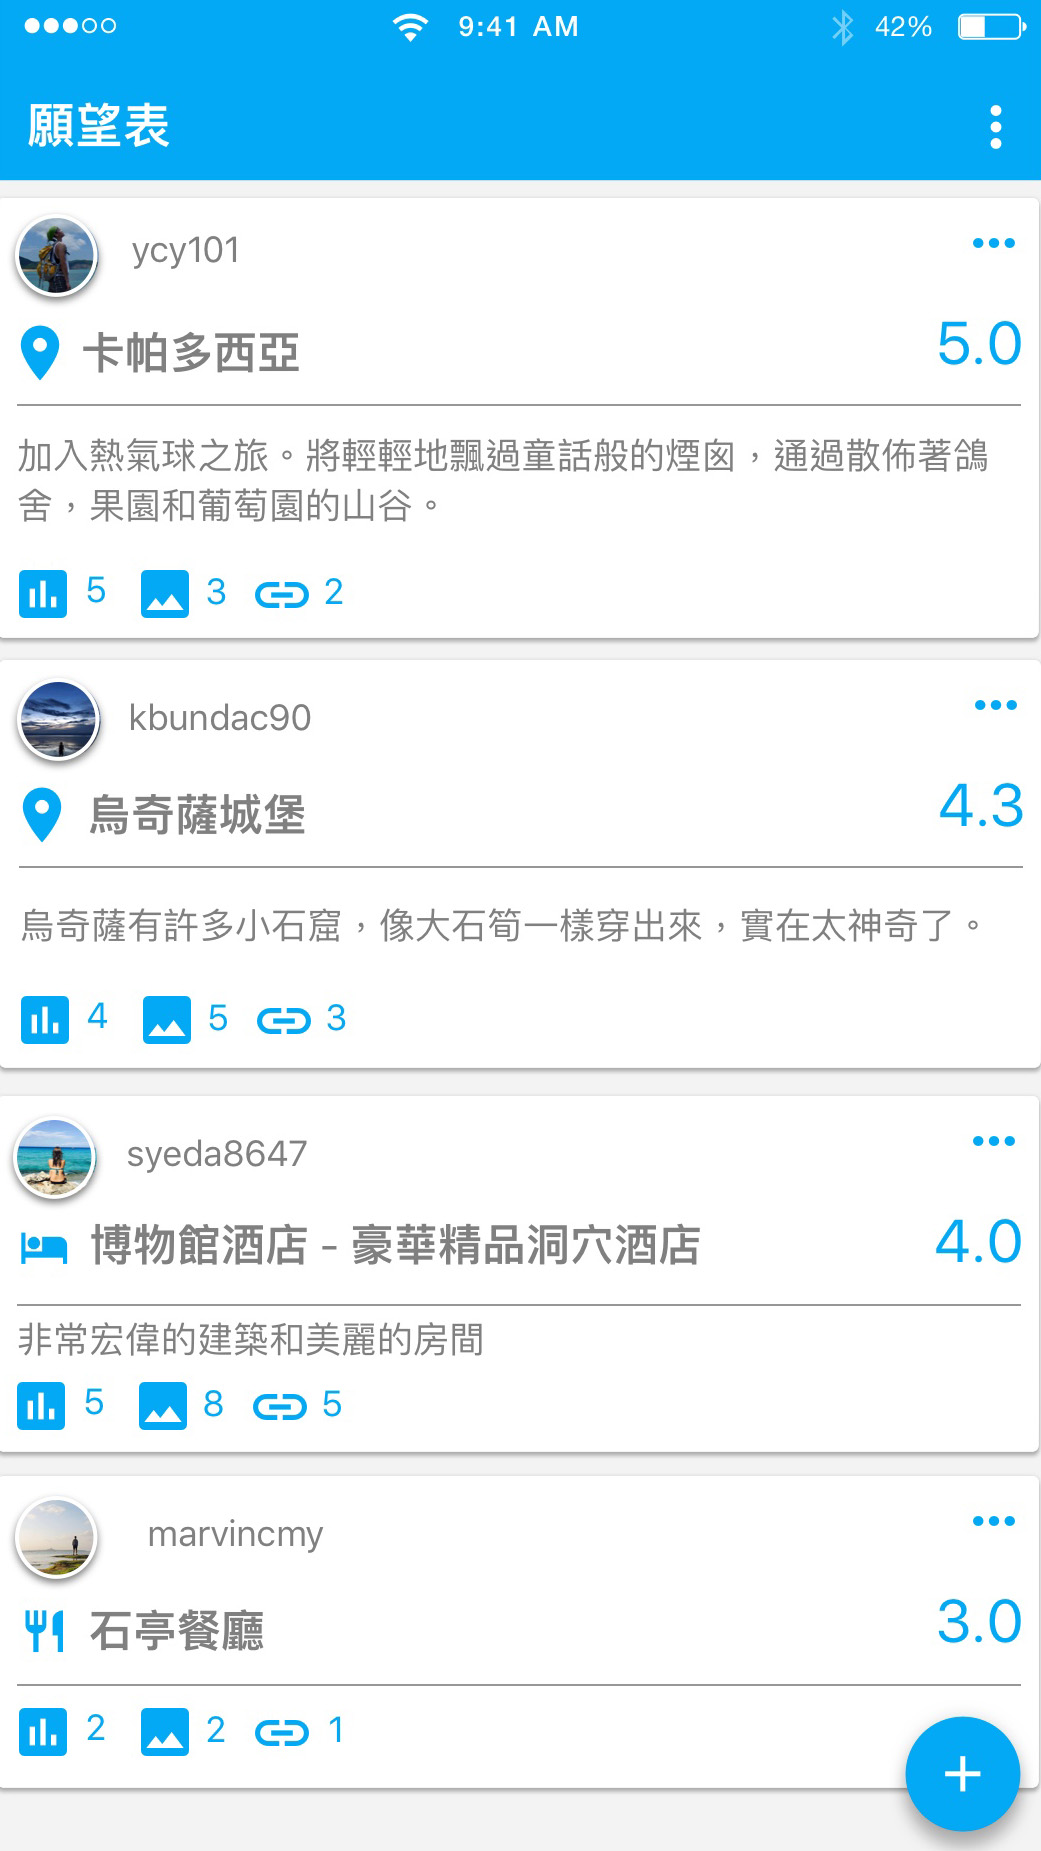 9:41 AM
42%
願望表
ycy101
卡帕多西亞
5.0
加入熱氣球之旅。將輕輕地飄過童話般的煙囪，通過散佈著鴿
舍，果園和葡萄園的山谷。
5 3 2
kbundac90
烏奇薩城堡
4.3
烏奇薩有許多小石窟，像大石筍一樣穿出來，實在太神奇了。
4 5 3
syeda8647
博物館酒店 - 豪華精品洞穴酒店
4.0
非常宏偉的建築和美麗的房間
5 8 5
marvincmy
石亭餐廳
3.0
2 2 1